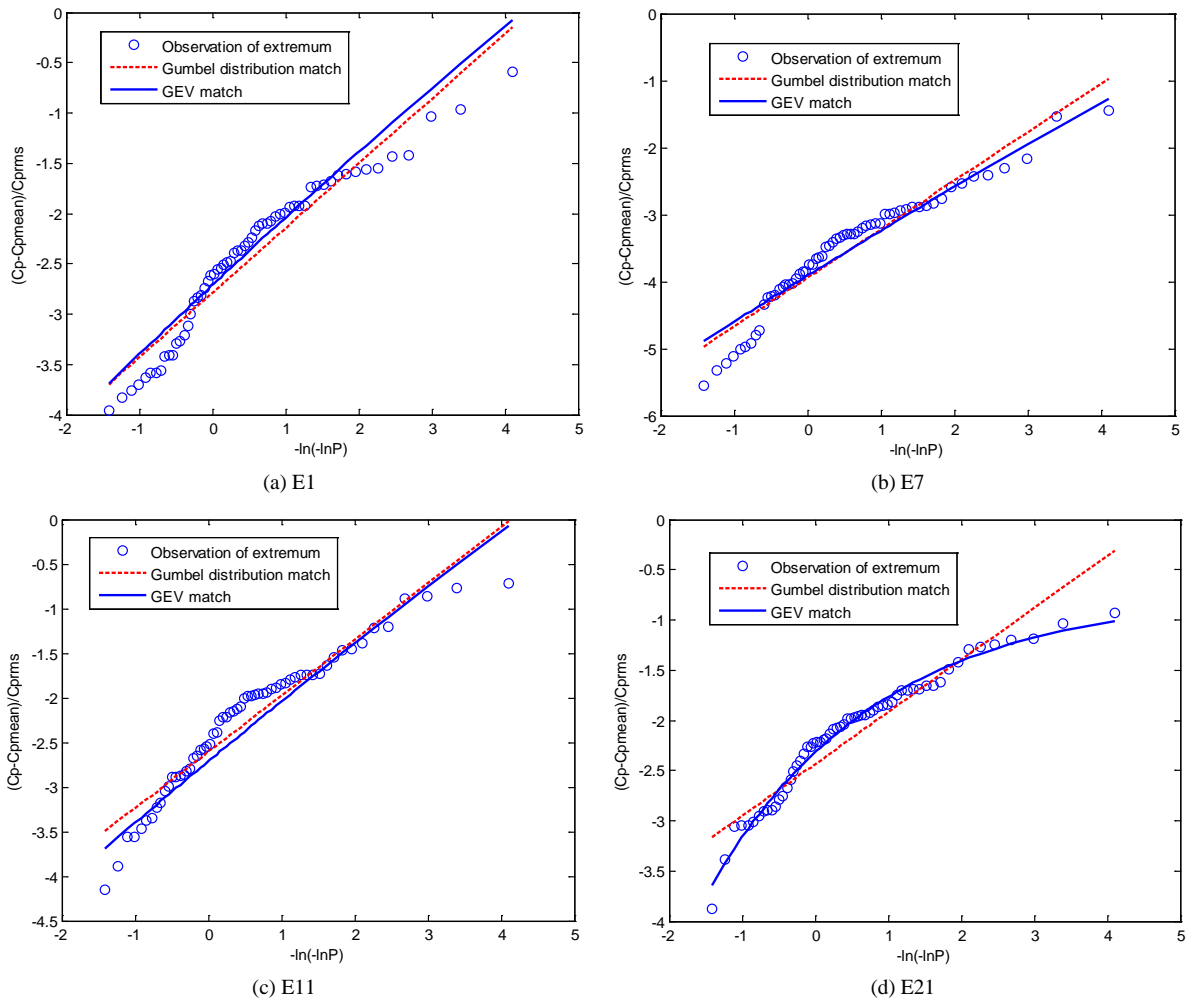 0
-0.5
-1
-1.5
-2
-2.5
-3
-3.5
-4
(Cp-Cpmean)/Cprms
Observation of extremum
Gumbel distribution match
GEV match
-2 -1 0 1 2 3 4 5
-ln(-lnP)
(a) E1
0
-1
-2
-3
-4
-5
-6
(Cp-Cpmean)/Cprms
Observation of extremum
Gumbel distribution match
GEV match
-2 -1 0 1 2 3 4 5
-ln(-lnP)
(b) E7
0
-0.5
-1
-1.5
-2
-2.5
-3
-3.5
-4
-4.5
(Cp-Cpmean)/Cprms
Observation of extremum
Gumbel distribution match
GEV match
-2 -1 0 1 2 3 4 5
-ln(-lnP)
(c) E11
0
-0.5
-1
-1.5
-2
-2.5
-3
-3.5
-4
(Cp-Cpmean)/Cprms
Observation of extremum
Gumbel distribution match
GEV match
-2 -1 0 1 2 3 4 5
-ln(-lnP)
(d) E21